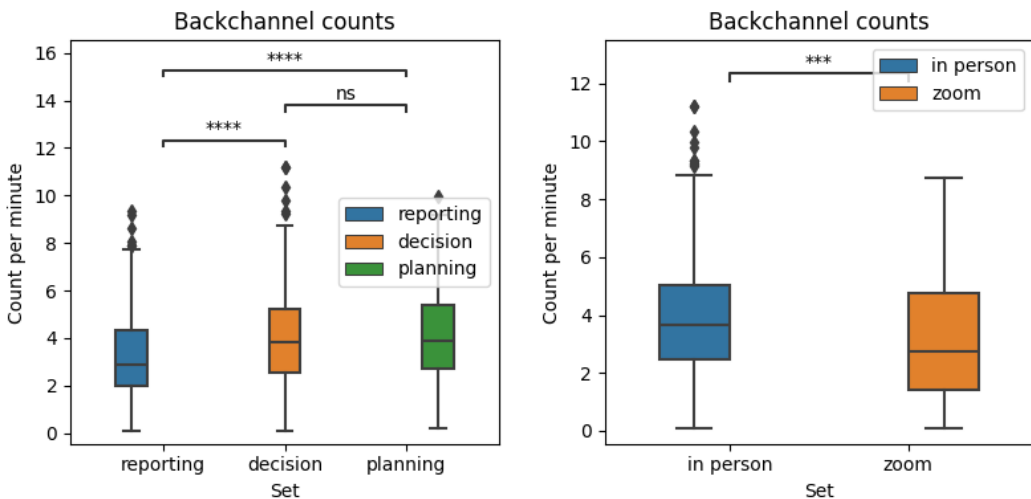 Backchannel counts
16
14
12
10
8
6
4
2
0
Count per minute
****
ns
****
reporting
decision
planning
reporting decision planning
Set
Backchannel counts
12
10
8
6
4
2
0
Count per minute
***
in person
zoom
in person zoom
Set